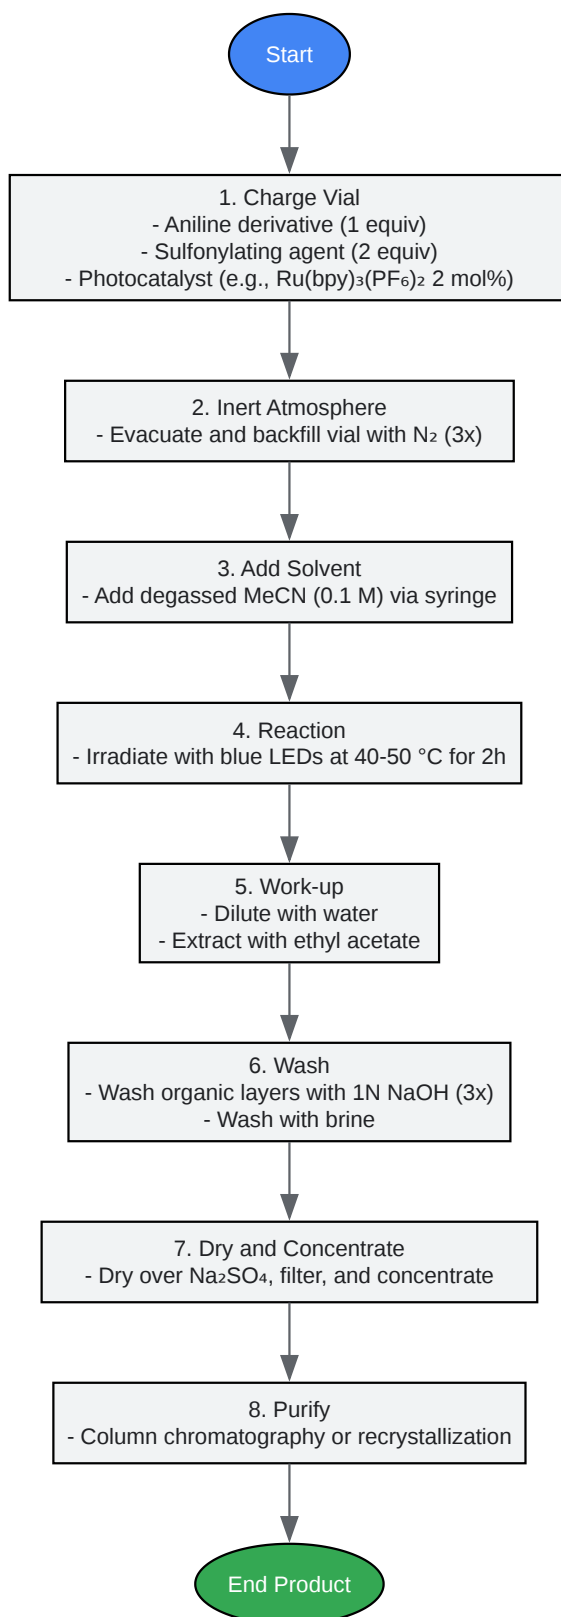 Start
1. Charge Vial
- Aniline derivative (1 equiv)
- Sulfonylating agent (2 equiv)
- Photocatalyst (e.g., Ru(bpy)₃(PF₆)₂ 2 mol%)
2. Inert Atmosphere
- Evacuate and backfill vial with N₂ (3x)
3. Add Solvent
- Add degassed MeCN (0.1 M) via syringe
4. Reaction
- Irradiate with blue LEDs at 40-50 °C for 2h
5. Work-up
- Dilute with water
- Extract with ethyl acetate
6. Wash
- Wash organic layers with 1N NaOH (3x)
- Wash with brine
7. Dry and Concentrate
- Dry over Na₂SO₄, filter, and concentrate
8. Purify
- Column chromatography or recrystallization
End Product